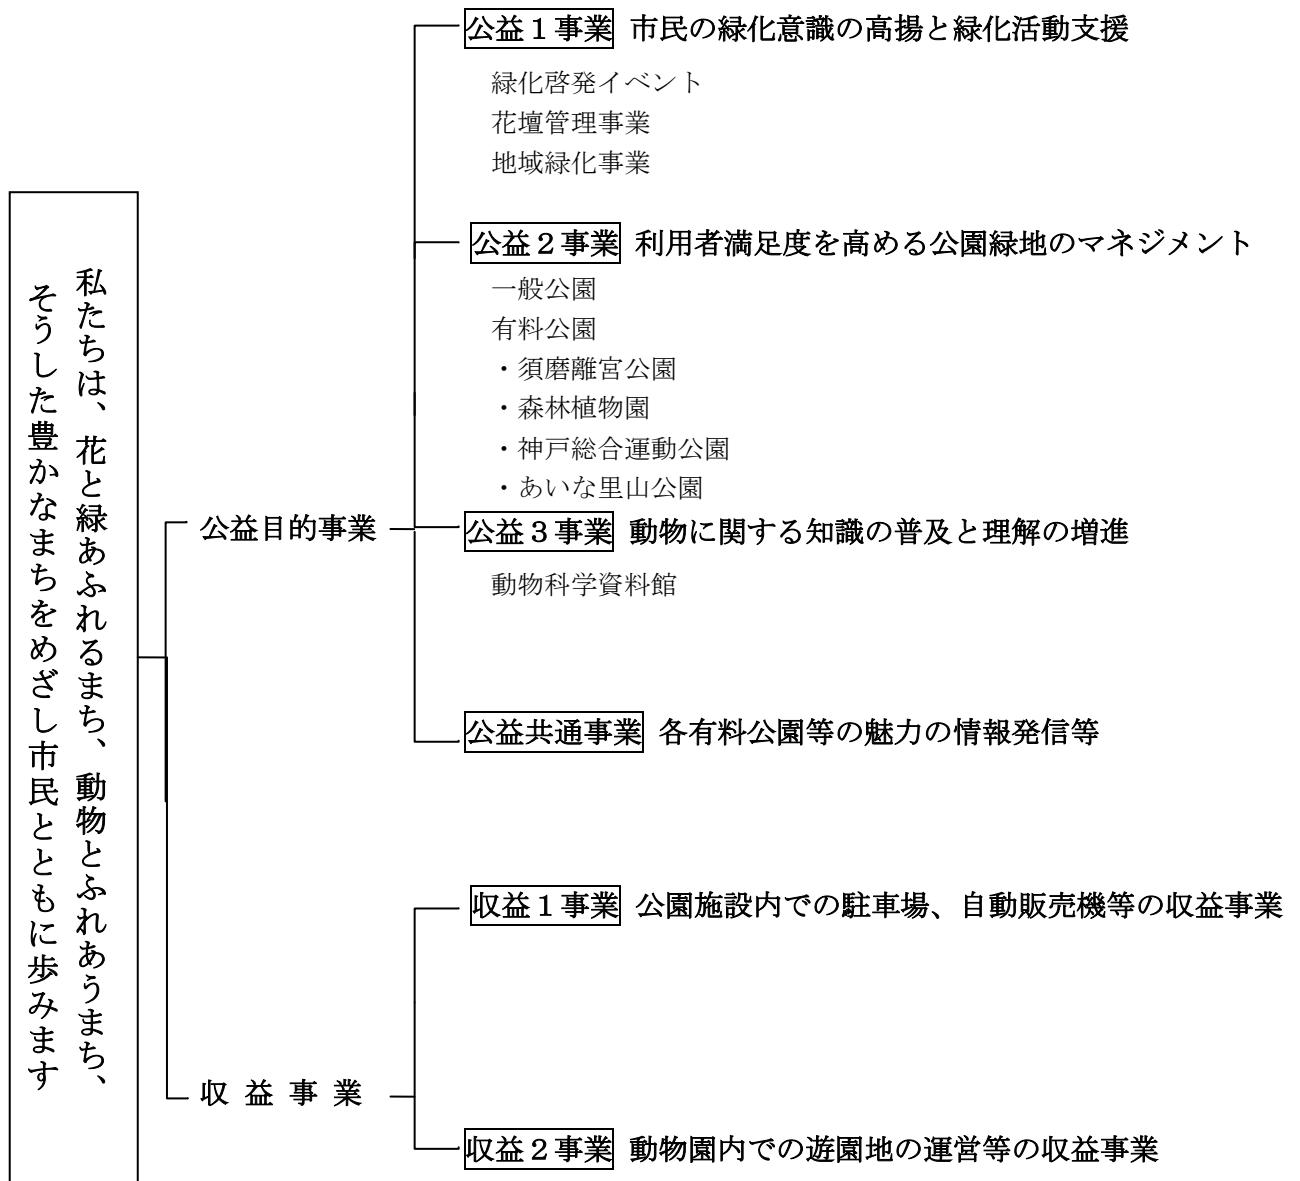 私たちは、花と緑あふれるまち、動物とふれあうまち、
そうした豊かなまちをめざし市民とともに歩みます
公益目的事業
公益１事業 市民の緑化意識の高揚と緑化活動支援
緑化啓発イベント
花壇管理事業
地域緑化事業
公益２事業 利用者満足度を高める公園緑地のマネジメント
一般公園
有料公園
・須磨離宮公園
・森林植物園
・神戸総合運動公園
・あいな里山公園
公益３事業 動物に関する知識の普及と理解の増進
動物科学資料館
公益共通事業 各有料公園等の魅力の情報発信等
収 益 事 業
収益１事業 公園施設内での駐車場、自動販売機等の収益事業
収益２事業 動物園内での遊園地の運営等の収益事業